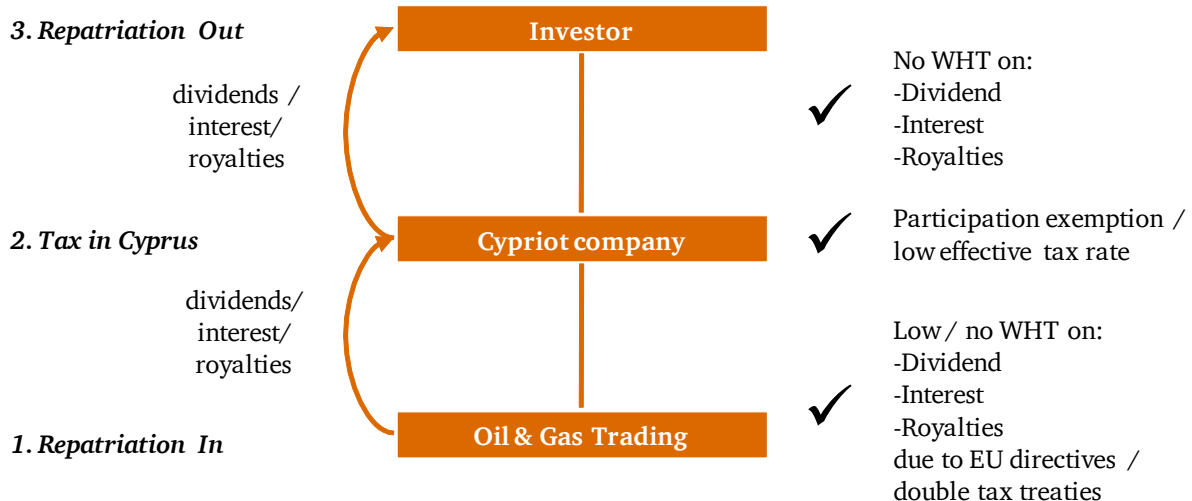 3. Repatriation Out
Investor
dividends /
interest/
royalties
No WHT on:
-Dividend
-Interest
-Royalties
2. Tax in Cyprus
Cypriot company
Participation exemption /
low effective tax rate
dividends/
interest/
royalties
Low / no WHT on:
-Dividend
-Interest
-Royalties
due to EU directives /
double tax treaties
1. Repatriation In
Oil & Gas Trading